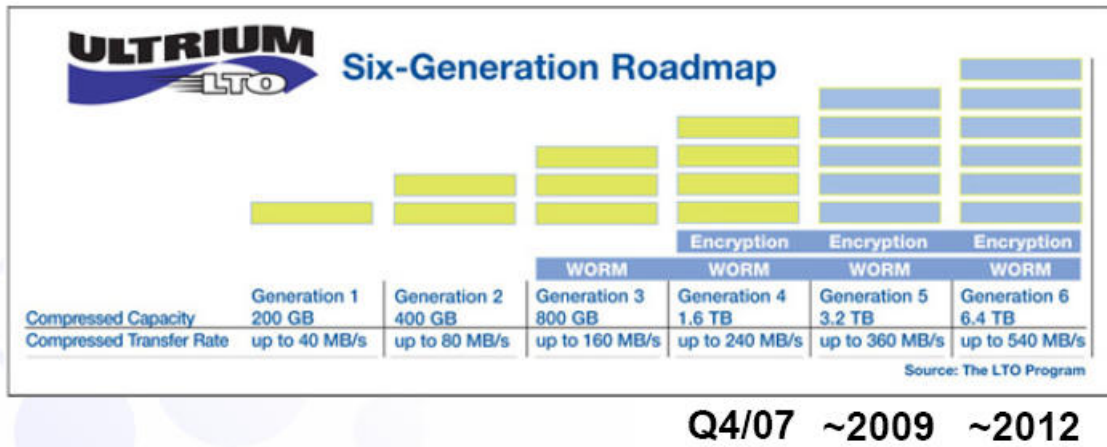 ULTRIUM
LTO
Six-Generation Roadmap
Encryption Encryption Encryption
WORM WORM WORM WORM
Generation 1 Generation 2 Generation 3 Generation 4 Generation 5 Generation 6
Compressed Capacity 200 GB 400 GB 800 GB 1.6 TB 3.2 TB 6.4 TB
Compressed Transfer Rate up to 40 MB/s up to 80 MB/s up to 160 MB/s up to 240 MB/s up to 360 MB/s up to 540 MB/s
Source: The LTO Program
Q4/07 ~2009 ~2012